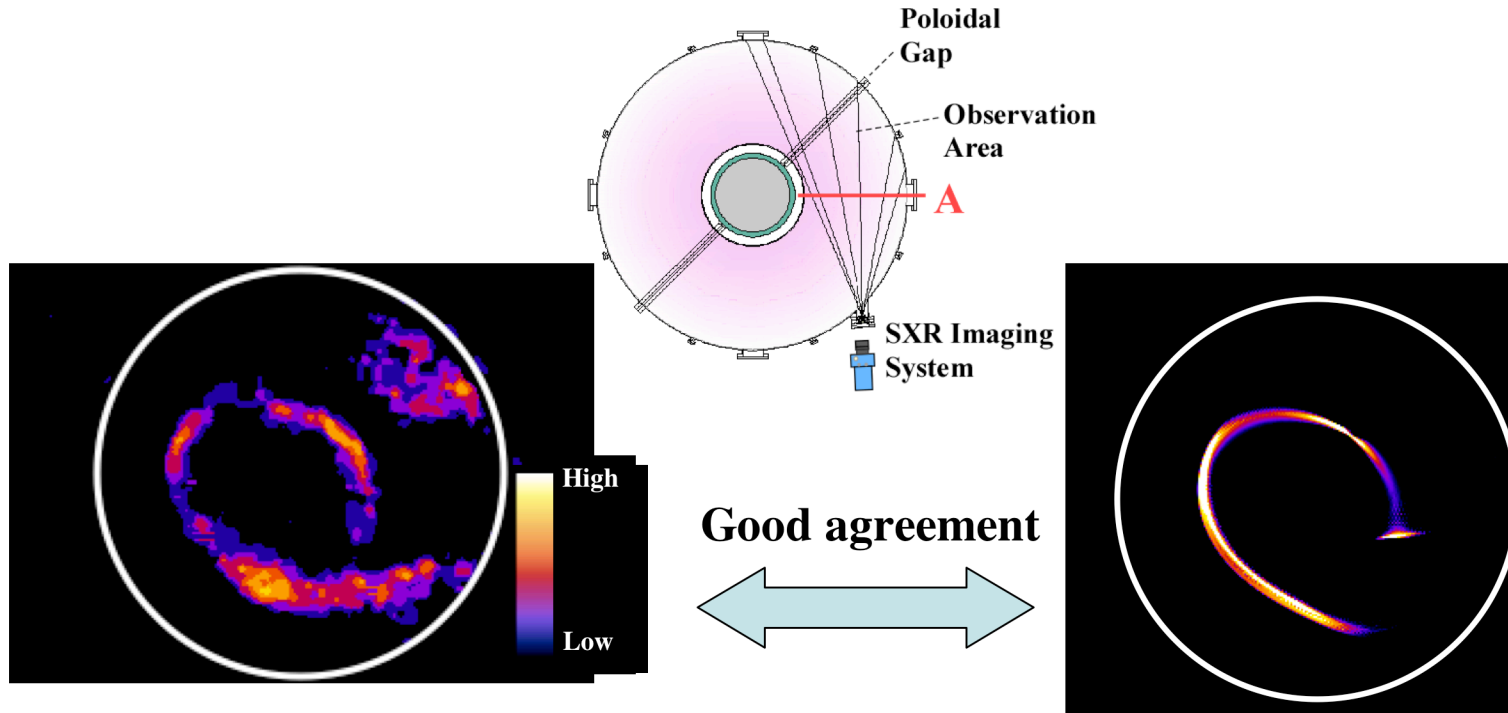 Poloidal
Gap
Observation
Area
A
SXR Imaging
System
High
Low
Good agreement